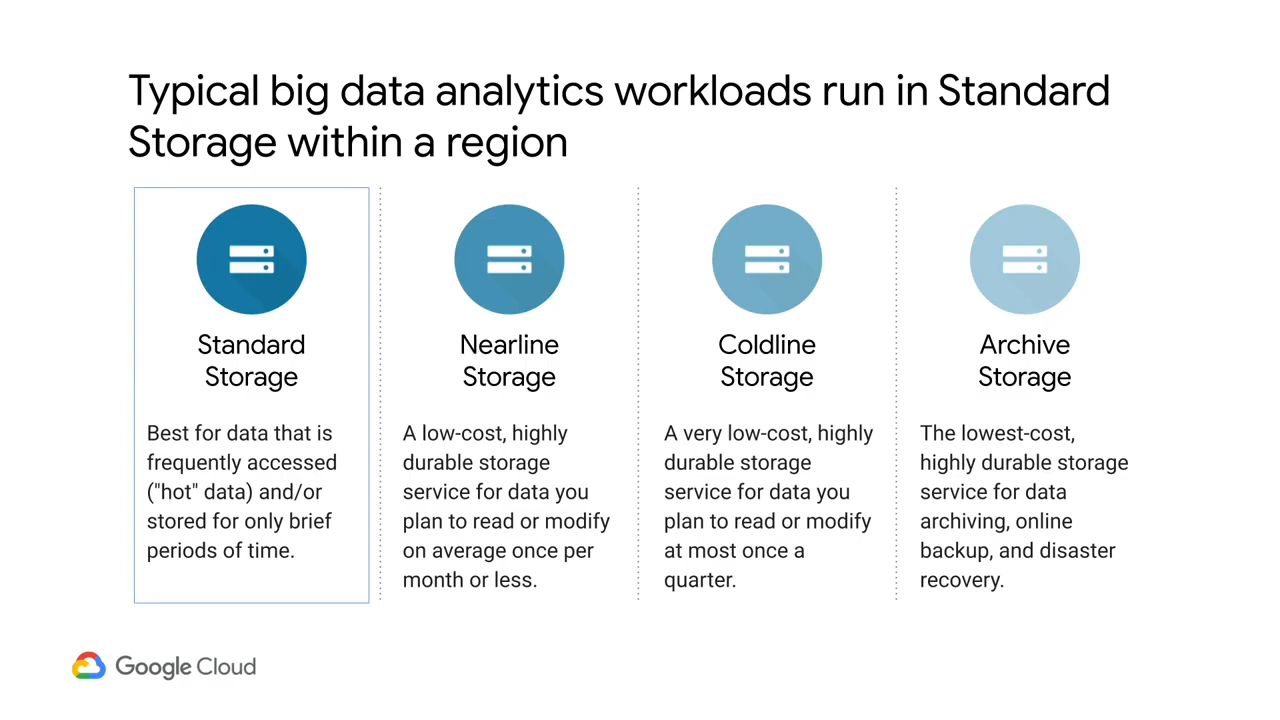 Typical big data analytics workloads run in Standard
Storage within a region
Standard
Storage
Best for data that is
frequently accessed
("hot" data) and/or
stored for only brief
periods of time.
Nearline
Storage
A low-cost, highly
durable storage
service for data you
plan to read or modify
on average once per
month or less.
Coldline
Storage
A very low-cost, highly
durable storage
service for data you
plan to read or modify
at most once a
quarter.
Archive
Storage
The lowest-cost,
highly durable storage
service for data
archiving, online
backup, and disaster
recovery.
Google Cloud